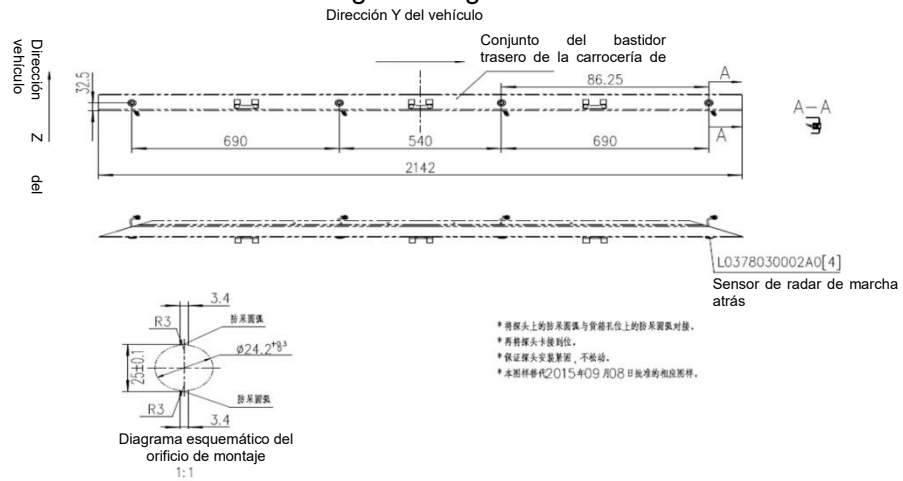 Dirección Y del vehículo
Conjunto del bastidor
trasero de la carrocería de
Dirección Z del
vehículo
32.5
86.25
A
A
A-A
690
540
690
2142
L0378030002A0[4]
Sensor de radar de marcha
atrás
3.4
R3
防呆圆弧
ø24.2
25±0.1
防呆圆弧
R3
3.4
Diagrama esquemático del
orificio de montaje
1:1
*将探头上的防呆圆弧与货箱孔位上的防呆圆弧对接。
*再将探头卡接到位。
*保证探头安装紧固，不松动。
*本图样替代2015年09月08日批准的相应图样。